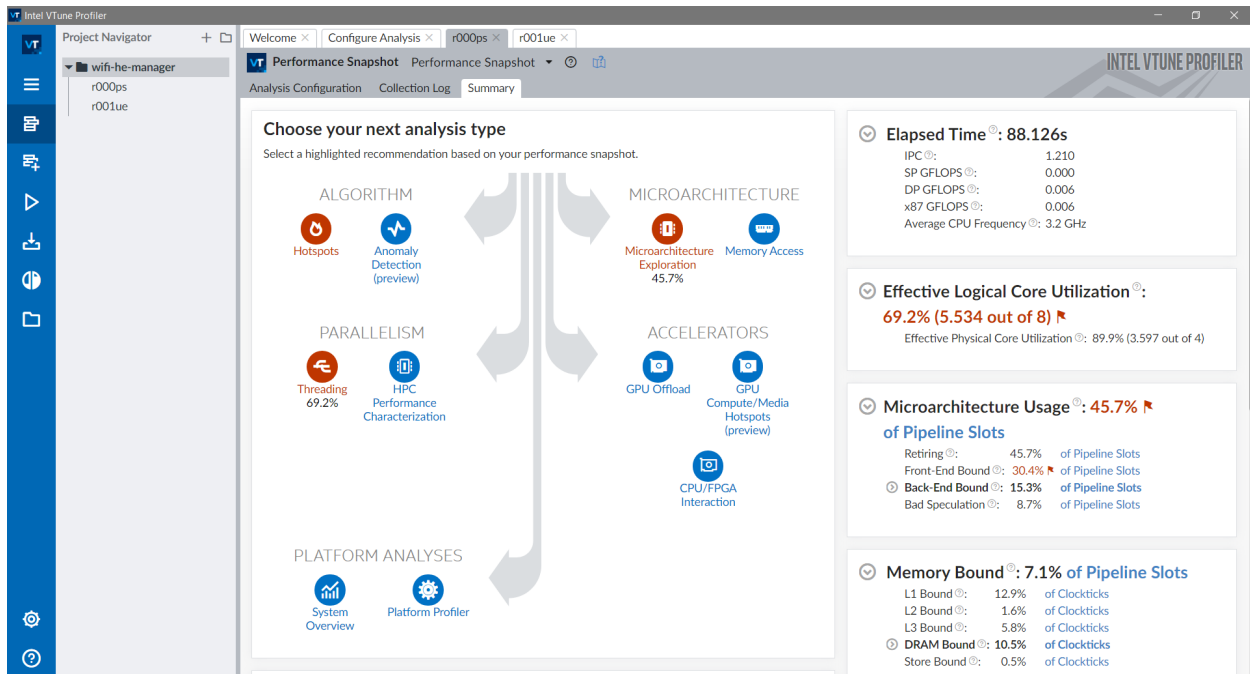 VT Intel VTune Profiler
VT
Project Navigator
wifi-he-manager
r000ps
r001ue
Welcome
Configure Analysis
r000ps
r001ue
VT Performance Snapshot Performance Snapshot
INTEL VTUNE PROFILER
Analysis Configuration Collection Log Summary
Choose your next analysis type
Select a highlighted recommendation based on your performance snapshot.
ALGORITHM
Hotspots
Anomaly
Detection
(preview)
MICROARCHITECTURE
Microarchitecture
Exploration
45.7%
Memory Access
PARALLELISM
Threading
69.2%
HPC
Performance
Characterization
ACCELERATORS
GPU Offload
GPU
Compute/Media
Hotspots
(preview)
CPU/FPGA
Interaction
PLATFORM ANALYSES
System
Overview
Platform Profiler
Elapsed Time: 88.126s
IPC: 1.210
SP GFLOPS: 0.000
DP GFLOPS: 0.006
x87 GFLOPS: 0.006
Average CPU Frequency: 3.2 GHz
Effective Logical Core Utilization:
69.2% (5.534 out of 8)
Effective Physical Core Utilization: 89.9% (3.597 out of 4)
Microarchitecture Usage: 45.7%
of Pipeline Slots
Retiring: 45.7% of Pipeline Slots
Front-End Bound: 30.4% of Pipeline Slots
Back-End Bound: 15.3% of Pipeline Slots
Bad Speculation: 8.7% of Pipeline Slots
Memory Bound: 7.1% of Pipeline Slots
L1 Bound: 12.9% of Clockticks
L2 Bound: 1.6% of Clockticks
L3 Bound: 5.8% of Clockticks
DRAM Bound: 10.5% of Clockticks
Store Bound: 0.5% of Clockticks